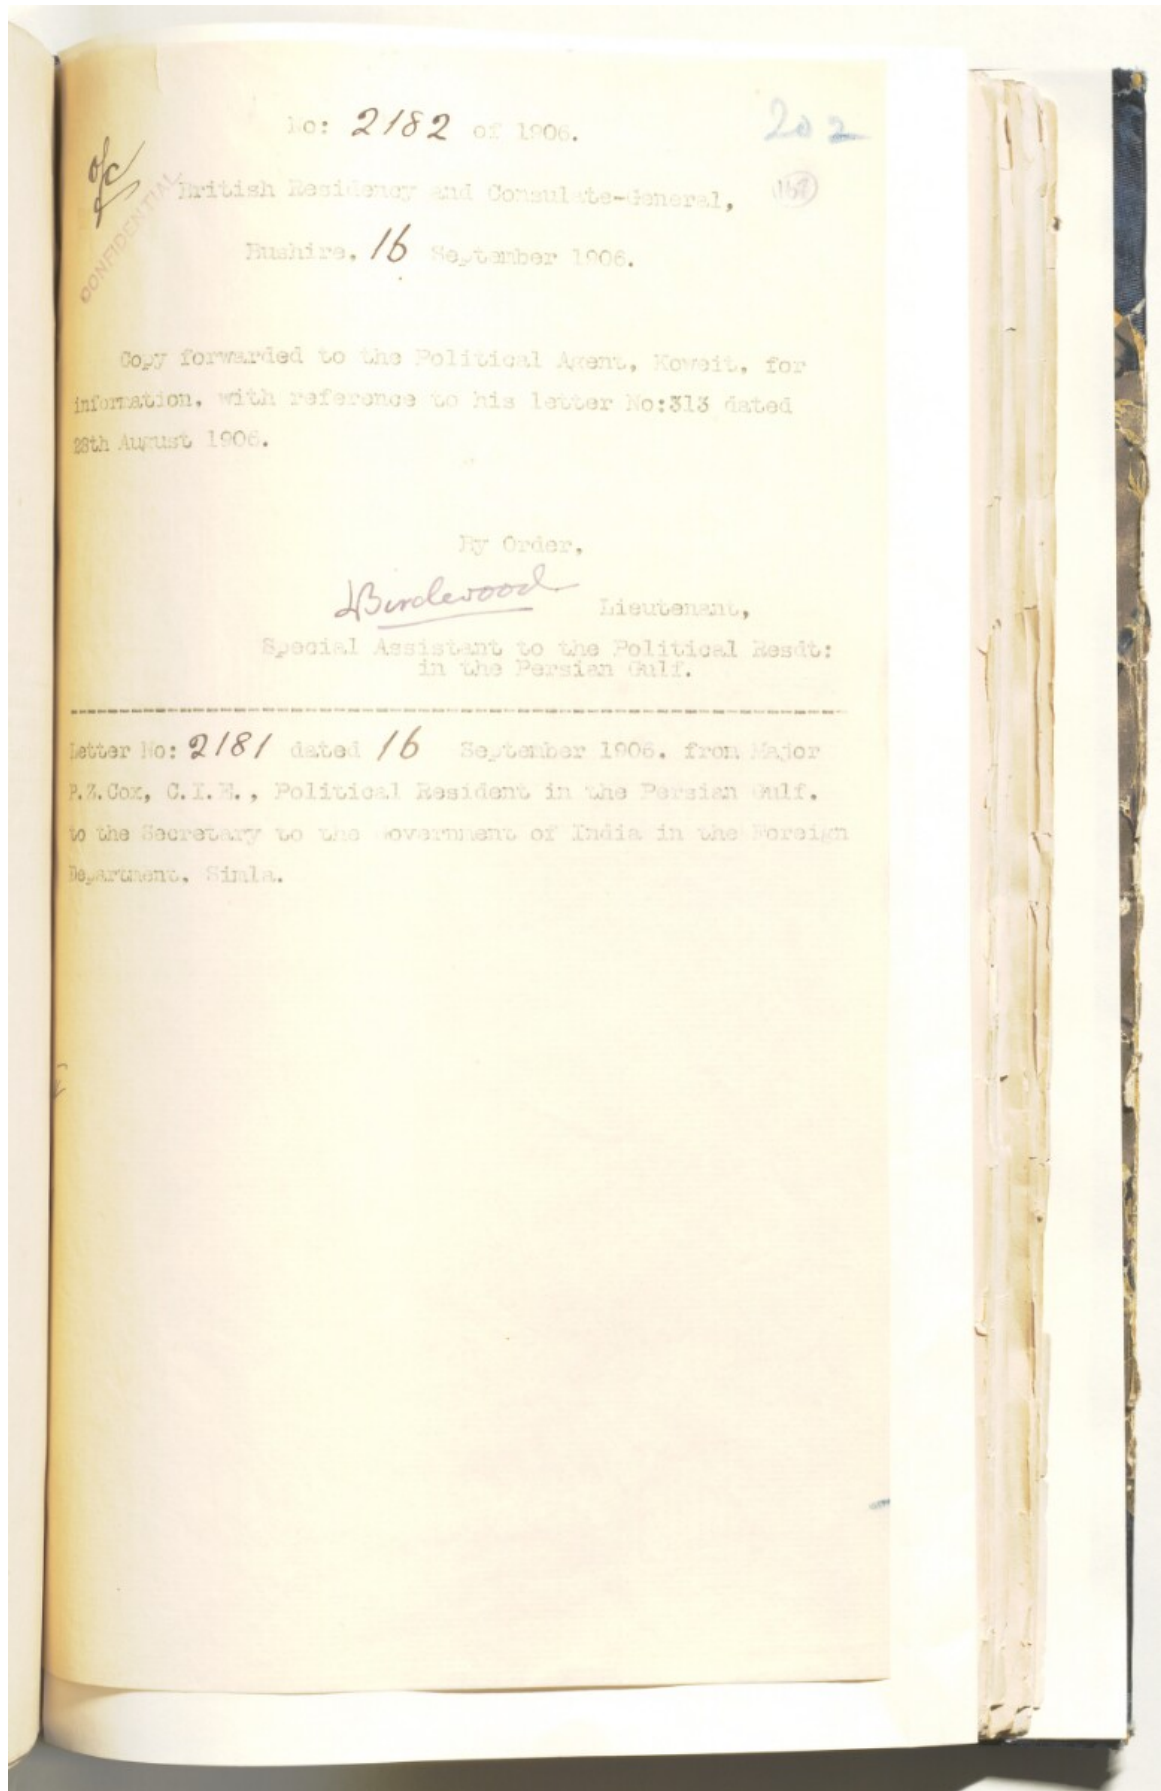 No: 2182 of 1906.
202
o/c
CONFIDENTIAL
British Residency and Consulate-General,
Bushire, 16 September 1906.
Copy forwarded to the Political Agent, Koweit, for
information, with reference to his letter No:313 dated
28th August 1906.
By Order,
Birdwood
Lieutenant,
Special Assistant to the Political Resdt:
in the Persian Gulf.
Letter No: 2181 dated 16 September 1906. from Major
P.Z.Cox, C.I.E., Political Resident in the Persian Gulf.
to the Secretary to the Government of India in the Foreign
Department. Simla.